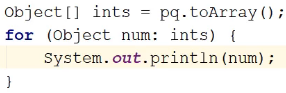 Object[] ints = pq.toArray();
for (Object num: ints) {
    System.out.println(num);
}